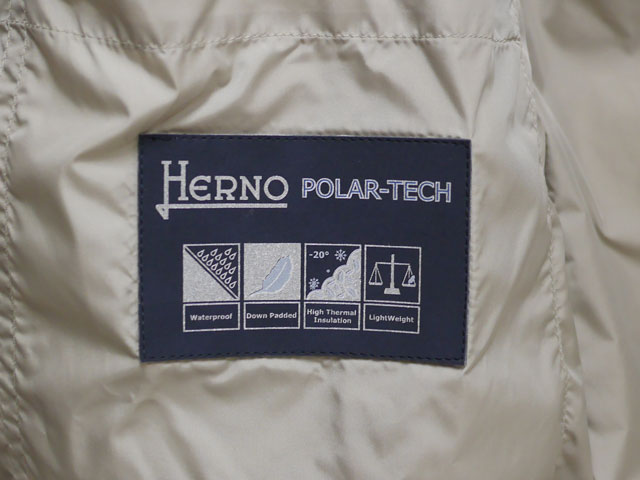 HERNO POLAR-TECH
-20°
Waterproof Down Padded High Thermal Insulation LightWeight